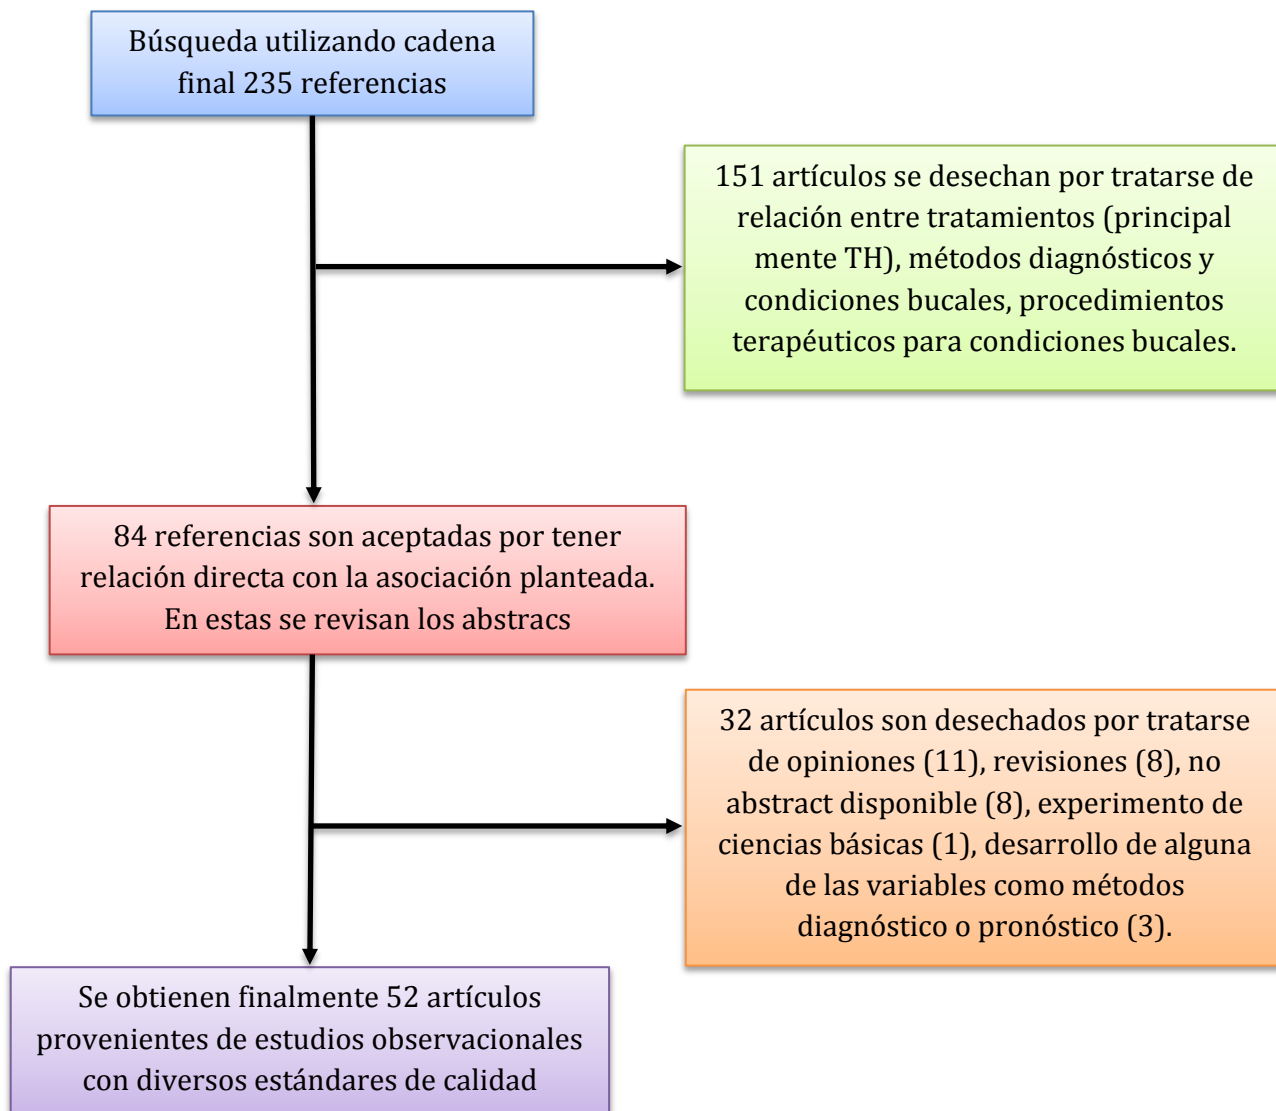 Búsqueda utilizando cadena
final 235 referencias
151 artículos se desechan por tratarse de
relación entre tratamientos (principal
mente TH), métodos diagnósticos y
condiciones bucales, procedimientos
terapéuticos para condiciones bucales.
84 referencias son aceptadas por tener
relación directa con la asociación planteada.
En estas se revisan los abstracs
32 artículos son desechados por tratarse
de opiniones (11), revisiones (8), no
abstract disponible (8), experimento de
ciencias básicas (1), desarrollo de alguna
de las variables como métodos
diagnóstico o pronóstico (3).
Se obtienen finalmente 52 artículos
provenientes de estudios observacionales
con diversos estándares de calidad